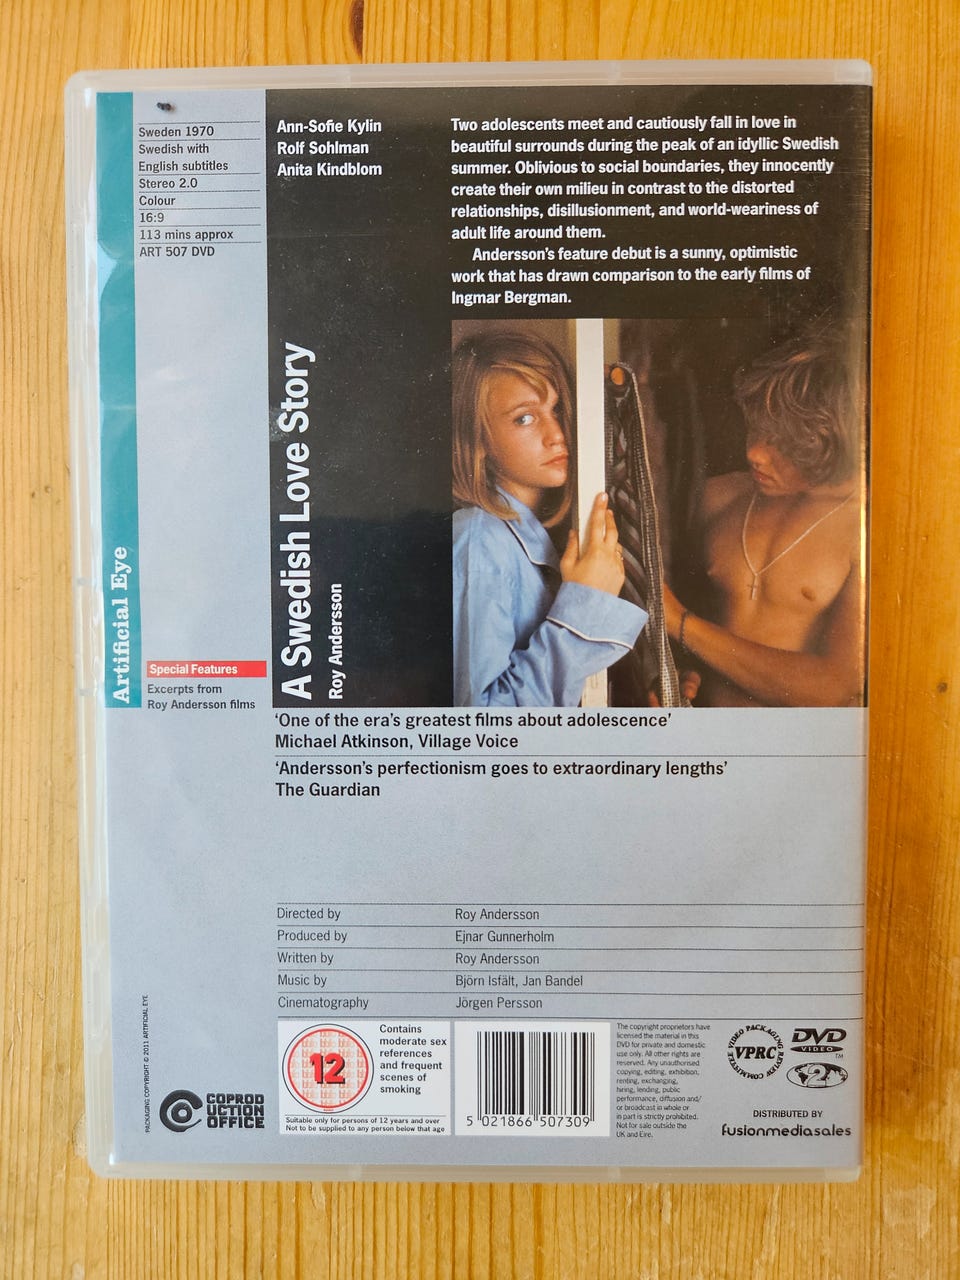 Sweden 1970
Swedish with
English subtitles
Stereo 2.0
Colour
16:9
113 mins approx
ART 507 DVD
Ann-Sofie Kylin
Rolf Sohlman
Anita Kindblom
Two adolescents meet and cautiously fall in love in
beautiful surrounds during the peak of an idyllic Swedish
summer. Oblivious to social boundaries, they innocently
create their own milieu in contrast to the distorted
relationships, disillusionment, and world-weariness of
adult life around them.
Andersson's feature debut is a sunny, optimistic
work that has drawn comparison to the early films of
Ingmar Bergman.
A Swedish Love Story
Roy Andersson
Artificial Eye
Special Features
Excerpts from
Roy Andersson films
'One of the era's greatest films about adolescence'
Michael Atkinson, Village Voice
'Andersson's perfectionism goes to extraordinary lengths'
The Guardian
Directed by Roy Andersson
Produced by Ejnar Gunnerholm
Written by Roy Andersson
Music by Björn Isfält, Jan Bandel
Cinematography Jörgen Persson
PACKAGING COPYRIGHT © 2011 ARTIFICIAL EYE
COPROD
UCTION
OFFICE
12
Contains
moderate sex
references
and frequent
scenes of
smoking
Suitable only for persons of 12 years and over
Not to be supplied to any person below that age
5 021866 507309
The copyright proprietors have
licensed the material in this
DVD for private and domestic
use only. All other rights are
reserved. Any unauthorised
copying, editing, exhibition,
renting, exchanging,
hiring, lending, public
performance, diffusion and/
or broadcast in whole or
in part is strictly prohibited.
Not for sale outside the
UK and Eire.
VIDEO PACKAGING REVIEW COMMITTEE
VPRC
DVD
VIDEO
TM
2
DISTRIBUTED BY
fusionmediasales